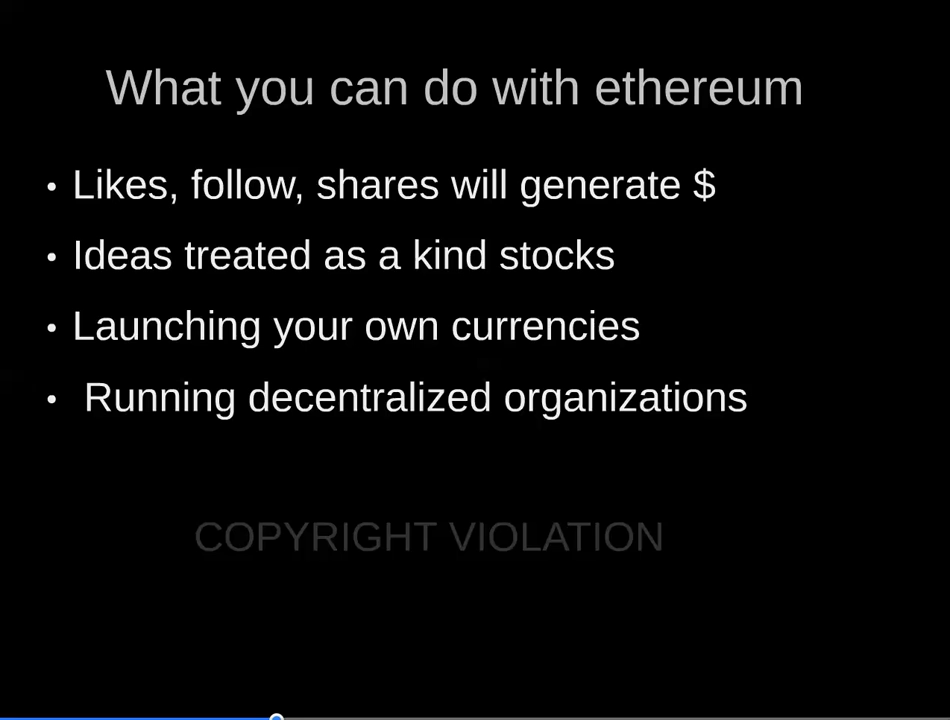 What you can do with ethereum
• Likes, follow, shares will generate $
• Ideas treated as a kind stocks
• Launching your own currencies
• Running decentralized organizations
COPYRIGHT VIOLATION